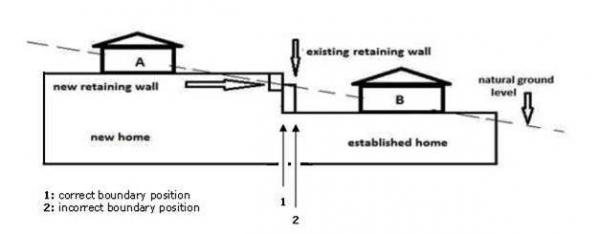 existing retaining wall
A
natural ground
level
new retaining wall
B
new home
established home
1: correct boundary position
2: incorrect boundary position
1
2